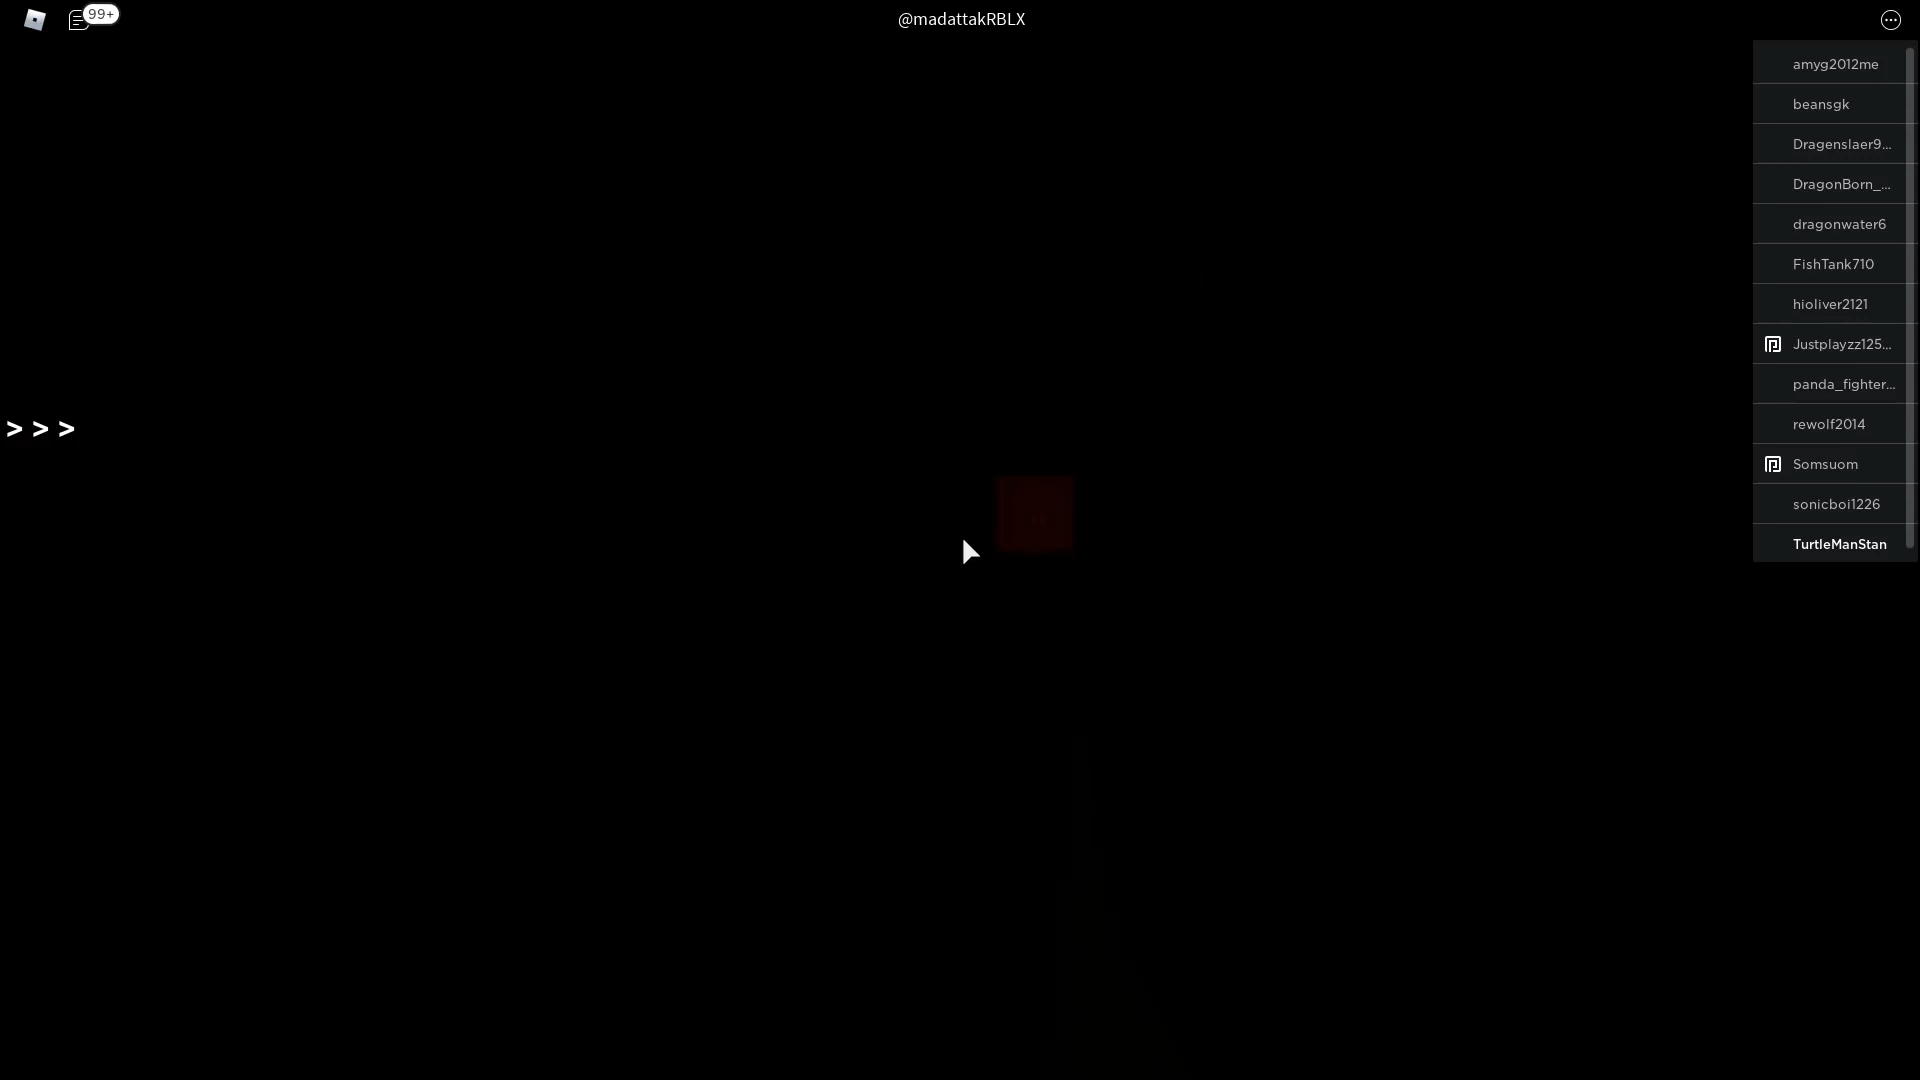 99+
@madattakRBLX
amyg2012me
beansgk
Dragenslaer9...
DragonBorn_...
dragonwater6
FishTank710
hioliver2121
Justplayzz125...
panda_fighter...
rewolf2014
Somsuom
sonicboi1226
TurtleManStan
>>>